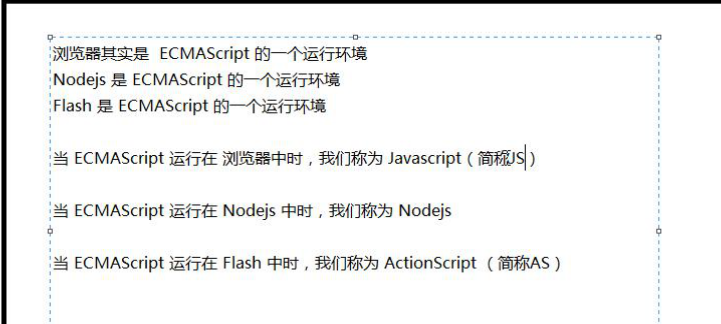 浏览器其实是 ECMAScript 的一个运行环境
Nodejs 是 ECMAScript 的一个运行环境
Flash 是 ECMAScript 的一个运行环境
当 ECMAScript 运行在 浏览器中时，我们称为 Javascript（简称JS）
当 ECMAScript 运行在 Nodejs 中时，我们称为 Nodejs
当 ECMAScript 运行在 Flash 中时，我们称为 ActionScript （简称AS）